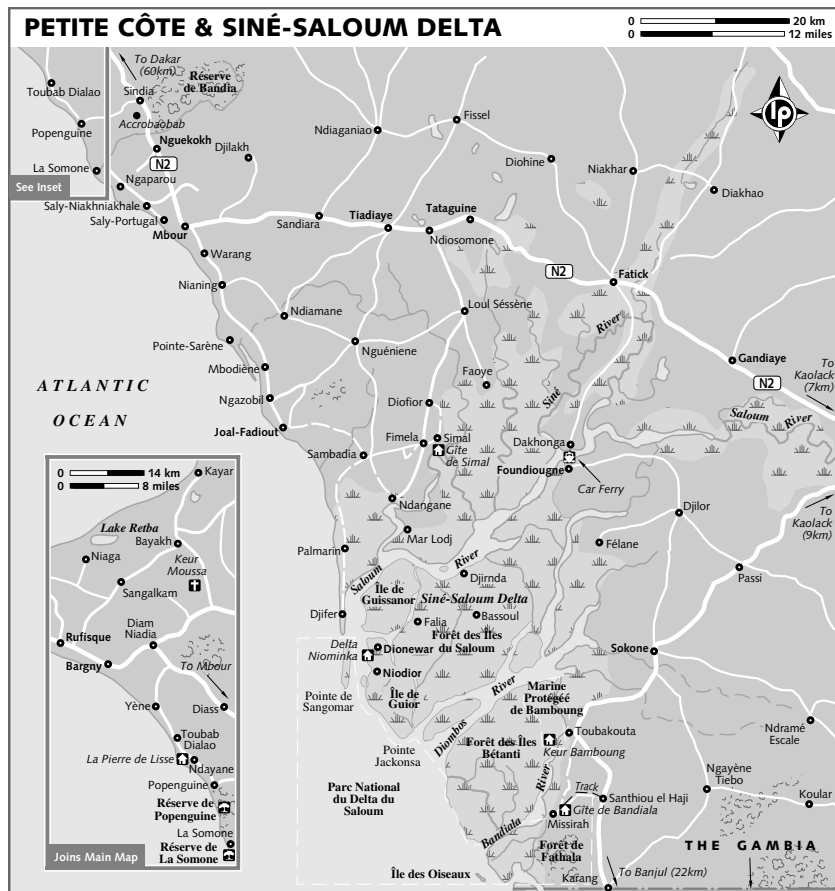 PETITE CÔTE & SINÉ-SALOUM DELTA
0 20 km
0 12 miles
To Dakar
(60km)
Réserve
de Bandia
Toubab Dialao
Sindia
Accrobaobab
Popenguine
Nguekokh
N2
Djilakh
La Somone
See Inset
Ngaparou
Saly-Niakhniakhale
Saly-Portugal
Mbour
Ndiaganiao
Fissel
lp
Diohine
Niakhar
Diakhao
Sandiara
Tiadiaye
Tataguine
Ndiosomone
N2
Fatick
Warang
Nianing
Ndiamane
Loul Séssène
River
Pointe-Sarène
Nguéniene
Gandiaye
To
Kaolack
(7km)
Mbodiène
Faoye
N2
ATLANTIC
OCEAN
Ngazobil
Diofior
Siné
Saloum
River
Joal-Fadiout
Fimela
Simal
Gîte
de Simal
Dakhonga
Sambadia
Foundiougne
Car Ferry
0 14 km
0 8 miles
Kayar
Ndangane
Djilor
To
Kaolack
(9km)
Lake Retba
Bayakh
Mar Lodj
Niaga
Keur
Moussa
Palmarin
River
Félane
Sangalkam
Saloum
Djirnda
Passi
Île de
Guissanor
Siné-Saloum Delta
Djifer
Falia
Bassoul
Diam
Niadia
Forêt des Îles
du Saloum
Rufisque
Delta
Niominka
Dionewar
Sokone
Bargny
To Mbour
Niodior
River
Marine
Protégée
de Bamboung
Pointe de
Sangomar
Île de
Guior
Yène
Diass
Diombos
Toubakouta
Ndramé
Escale
Toubab
Dialao
Forêt des Îles
Bétanti
Keur Bamboung
La Pierre de Lisse
Pointe
Jackonsa
Ndayane
River
Ngayène
Tiebo
Popenguine
Parc National
du Delta du
Saloum
Track
Santhiou el Haji
Koular
Réserve de
Popenguine
Gîte de Bandiala
Missirah
La Somone
Bandiala
Forêt de
Fathala
THE GAMBIA
Joins Main Map
Réserve de
La Somone
Île des Oiseaux
Karang
To Banjul (22km)